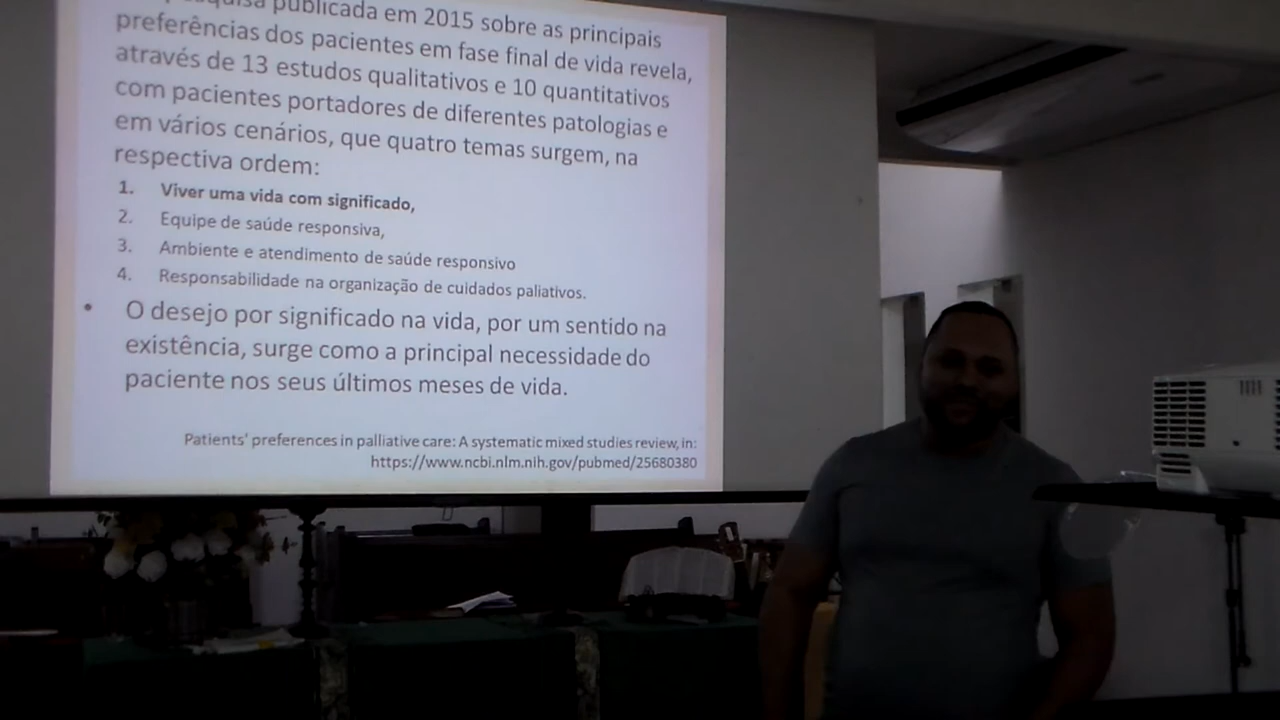 publicada em 2015 sobre as principais
preferências dos pacientes em fase final de vida revela,
através de 13 estudos qualitativos e 10 quantitativos
com pacientes portadores de diferentes patologias e
em vários cenários, que quatro temas surgem, na
respectiva ordem:
1. Viver uma vida com significado,
2. Equipe de saúde responsiva,
3. Ambiente e atendimento de saúde responsivo
4. Responsabilidade na organização de cuidados paliativos.
• O desejo por significado na vida, por um sentido na
existência, surge como a principal necessidade do
paciente nos seus últimos meses de vida.
Patients' preferences in palliative care: A systematic mixed studies review, in:
https://www.ncbi.nlm.nih.gov/pubmed/25680380